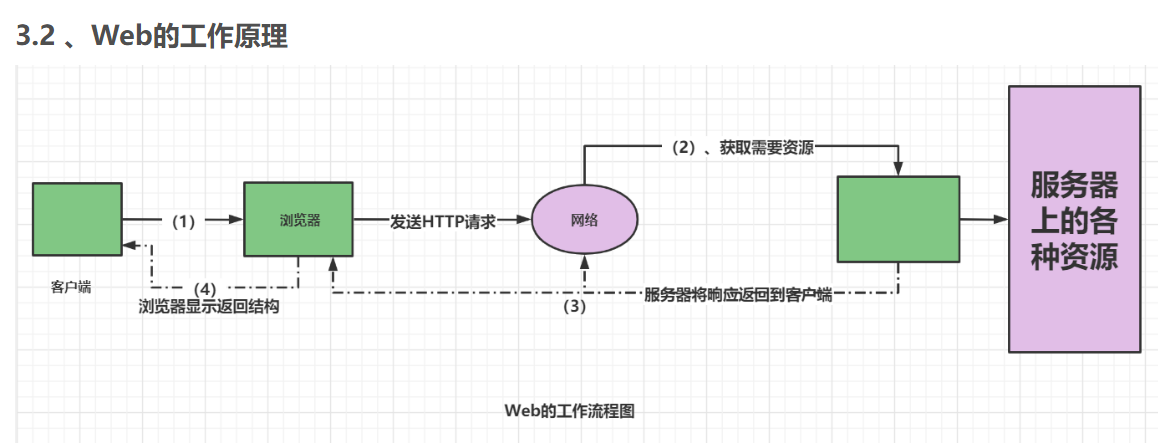 3.2 、Web的工作原理
（2）、获取需要资源
服务器
上的各
种资源
（1）
浏览器
发送HTTP请求
网络
客户端
（4）
浏览器显示返回结构
服务器将响应返回到客户端
（3）
Web的工作流程图